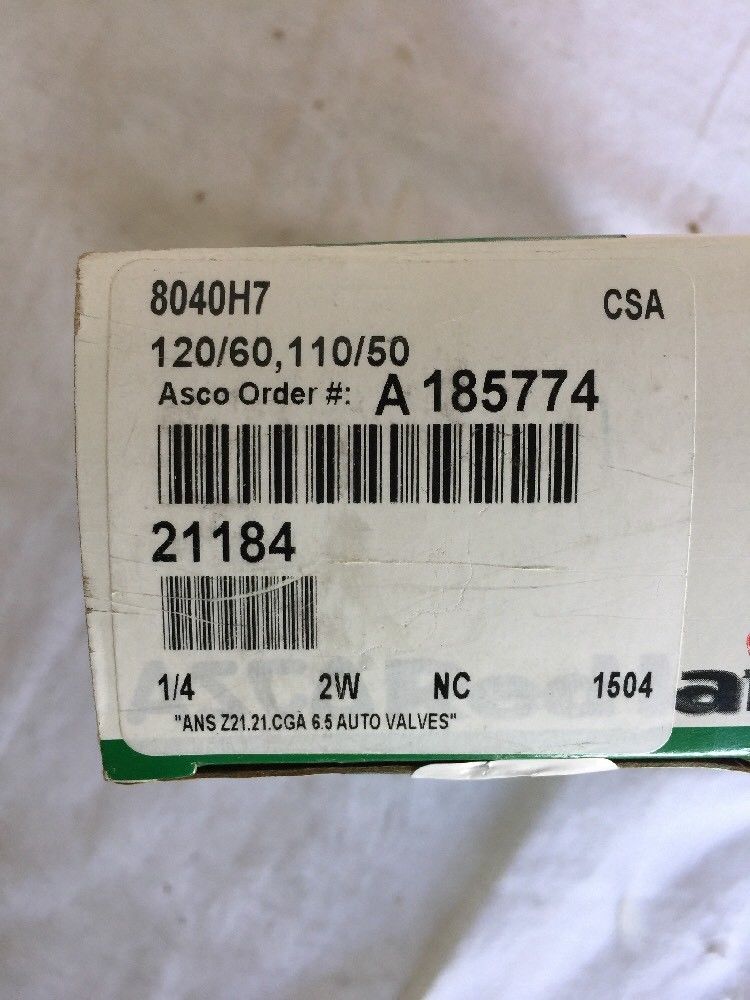 8040H7 CSA
120/60,110/50
Asco Order #: A 185774
21184
1/4 2W NC 1504
"ANS Z21.21.CGA 6.5 AUTO VALVES"